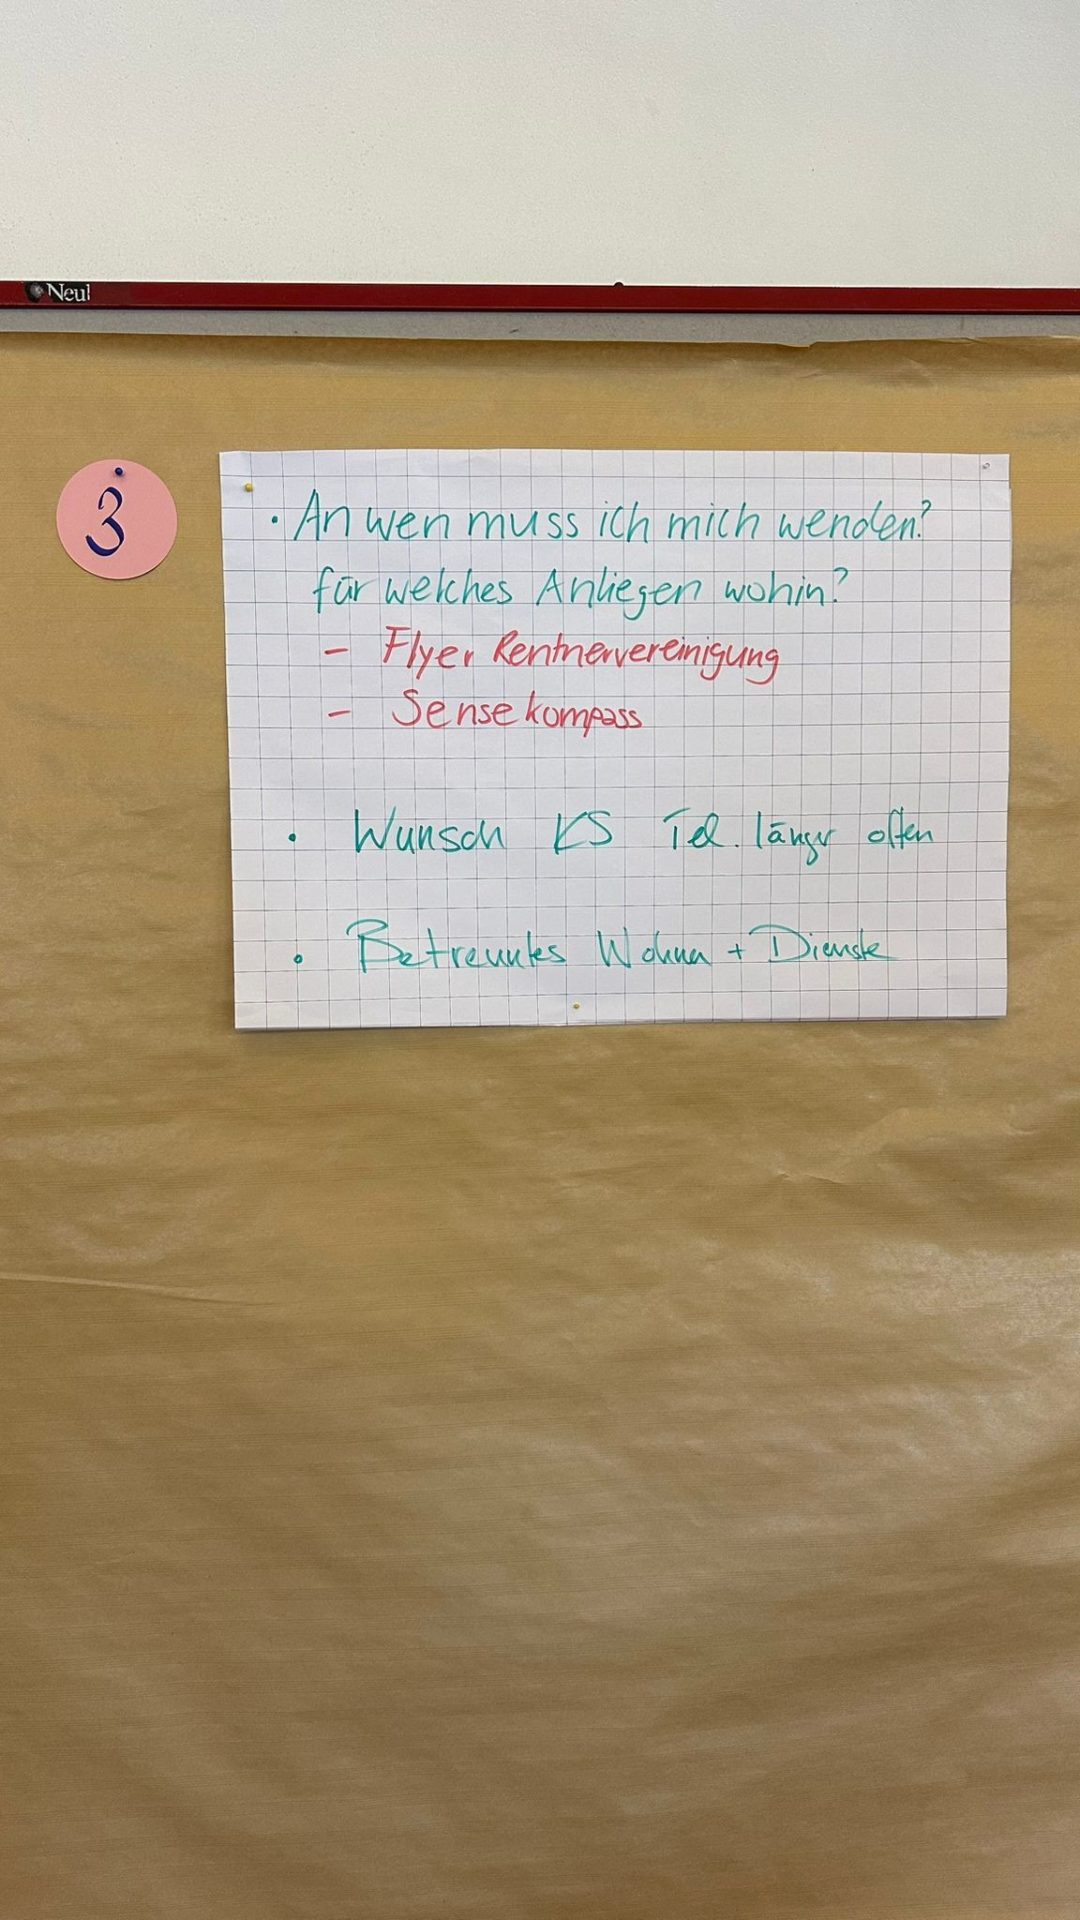 Neul
3
• An wen muss ich mich wenden?
für welches Anliegen wohin?
- Flyer Rentnervereinigung
- Sensekompass
• Wunsch KS Tel. länger offen
• Betreuutes Wohnen + Dienste